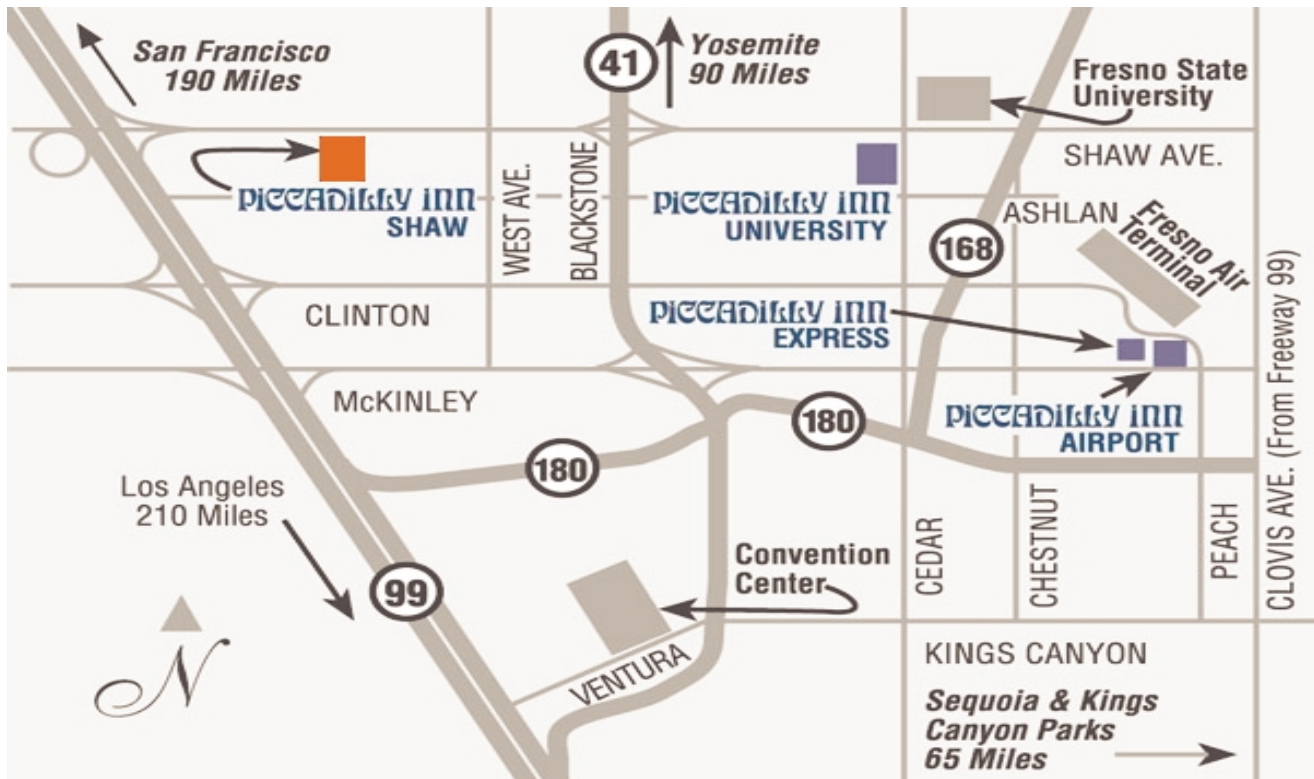 San Francisco
190 Miles
41
Yosemite
90 Miles
Fresno State
University
SHAW AVE.
PiCCADiLLY iNN
SHAW
WEST AVE.
BLACKSTONE
PiCCADiLLY iNN
UNIVERSITY
ASHLAN
168
Fresno Air
Terminal
CLINTON
PiCCADiLLY iNN
EXPRESS
McKINLEY
180
180
PiCCADiLLY iNN
AIRPORT
Los Angeles
210 Miles
99
Convention
Center
CEDAR
CHESTNUT
PEACH
CLOVIS AVE. (From Freeway 99)
VENTURA
N
KINGS CANYON
Sequoia & Kings
Canyon Parks
65 Miles